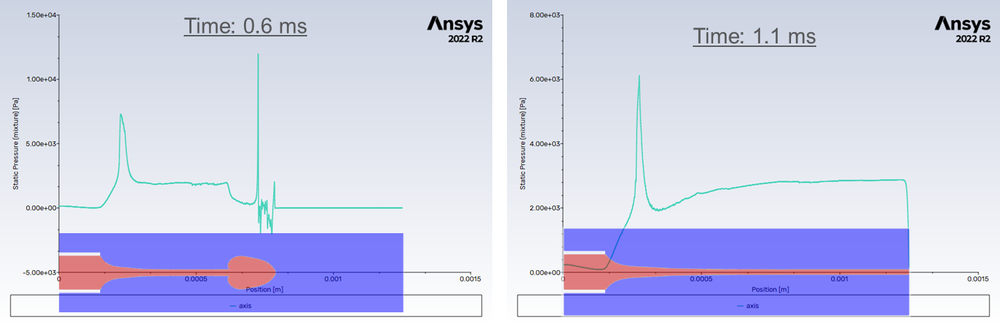 1.50e+04
Time: 0.6 ms
Ansys
2022 R2
1.00e+04
Static Pressure (mixture) [Pa]
5.00e+03
0.00e+00
-5.00e+03
0
0.0005
0.001
0.0015
Position [m]
axis
8.00e+03
Time: 1.1 ms
Ansys
2022 R2
6.00e+03
Static Pressure (mixture) [Pa]
4.00e+03
2.00e+03
0.00e+00
0
0.0005
0.001
0.0015
Position [m]
axis